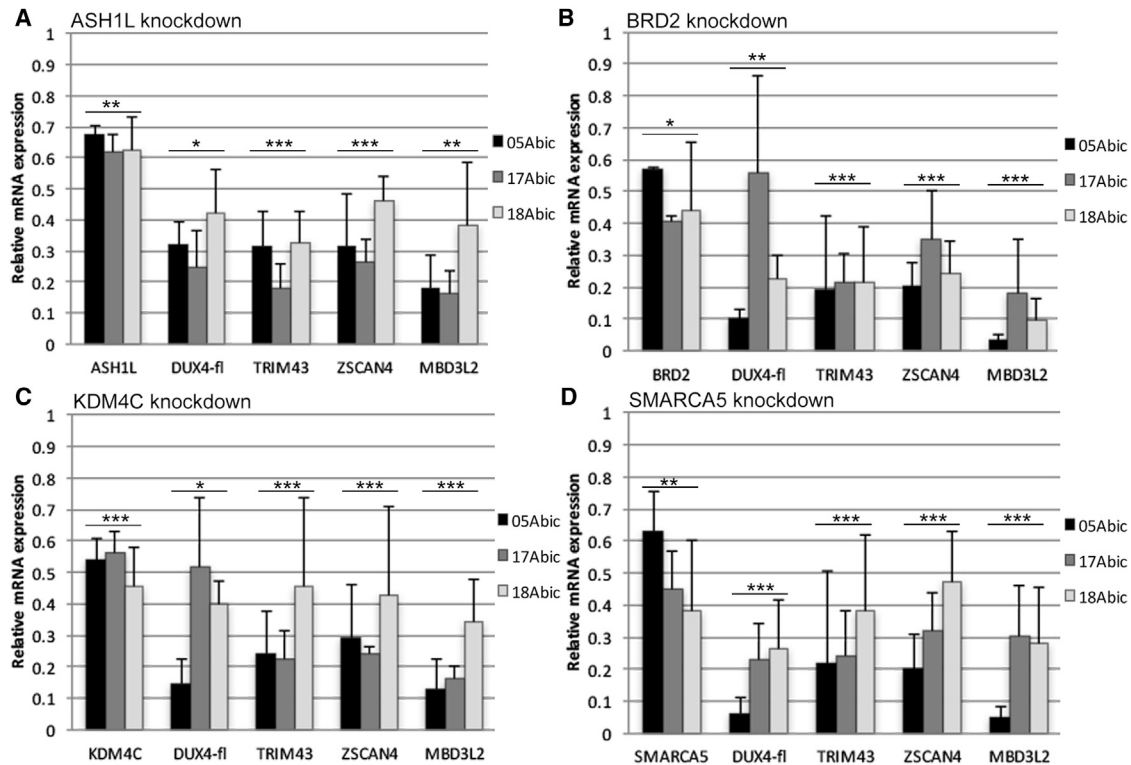 A ASH1L knockdown
Relative mRNA expression
1
0.9
0.8
0.7
0.6
0.5
0.4
0.3
0.2
0.1
0
** * *** *** **
ASH1L DUX4-fl TRIM43 ZSCAN4 MBD3L2
05Abic
17Abic
18Abic
B BRD2 knockdown
Relative mRNA expression
1
0.9
0.8
0.7
0.6
0.5
0.4
0.3
0.2
0.1
0
* ** *** *** ***
BRD2 DUX4-fl TRIM43 ZSCAN4 MBD3L2
05Abic
17Abic
18Abic
C KDM4C knockdown
Relative mRNA expression
1
0.9
0.8
0.7
0.6
0.5
0.4
0.3
0.2
0.1
0
*** * *** *** ***
KDM4C DUX4-fl TRIM43 ZSCAN4 MBD3L2
05Abic
17Abic
18Abic
D SMARCA5 knockdown
Relative mRNA expression
1
0.9
0.8
0.7
0.6
0.5
0.4
0.3
0.2
0.1
0
** *** *** *** ***
SMARCA5 DUX4-fl TRIM43 ZSCAN4 MBD3L2
05Abic
17Abic
18Abic